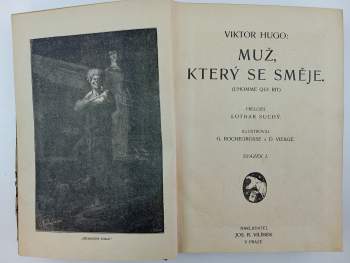 VIKTOR HUGO:
MUŽ,
KTERÝ SE SMĚJE.
(L'HOMME QUI RIT.)
PŘELOŽIL
LOTHAR SUCHÝ.
ILLUSTROVAL
G. ROCHEGROSSE a D. VIERGE.
SVAZEK I.
NAKLADATEL
JOS. R. VILÍMEK
V PRAZE